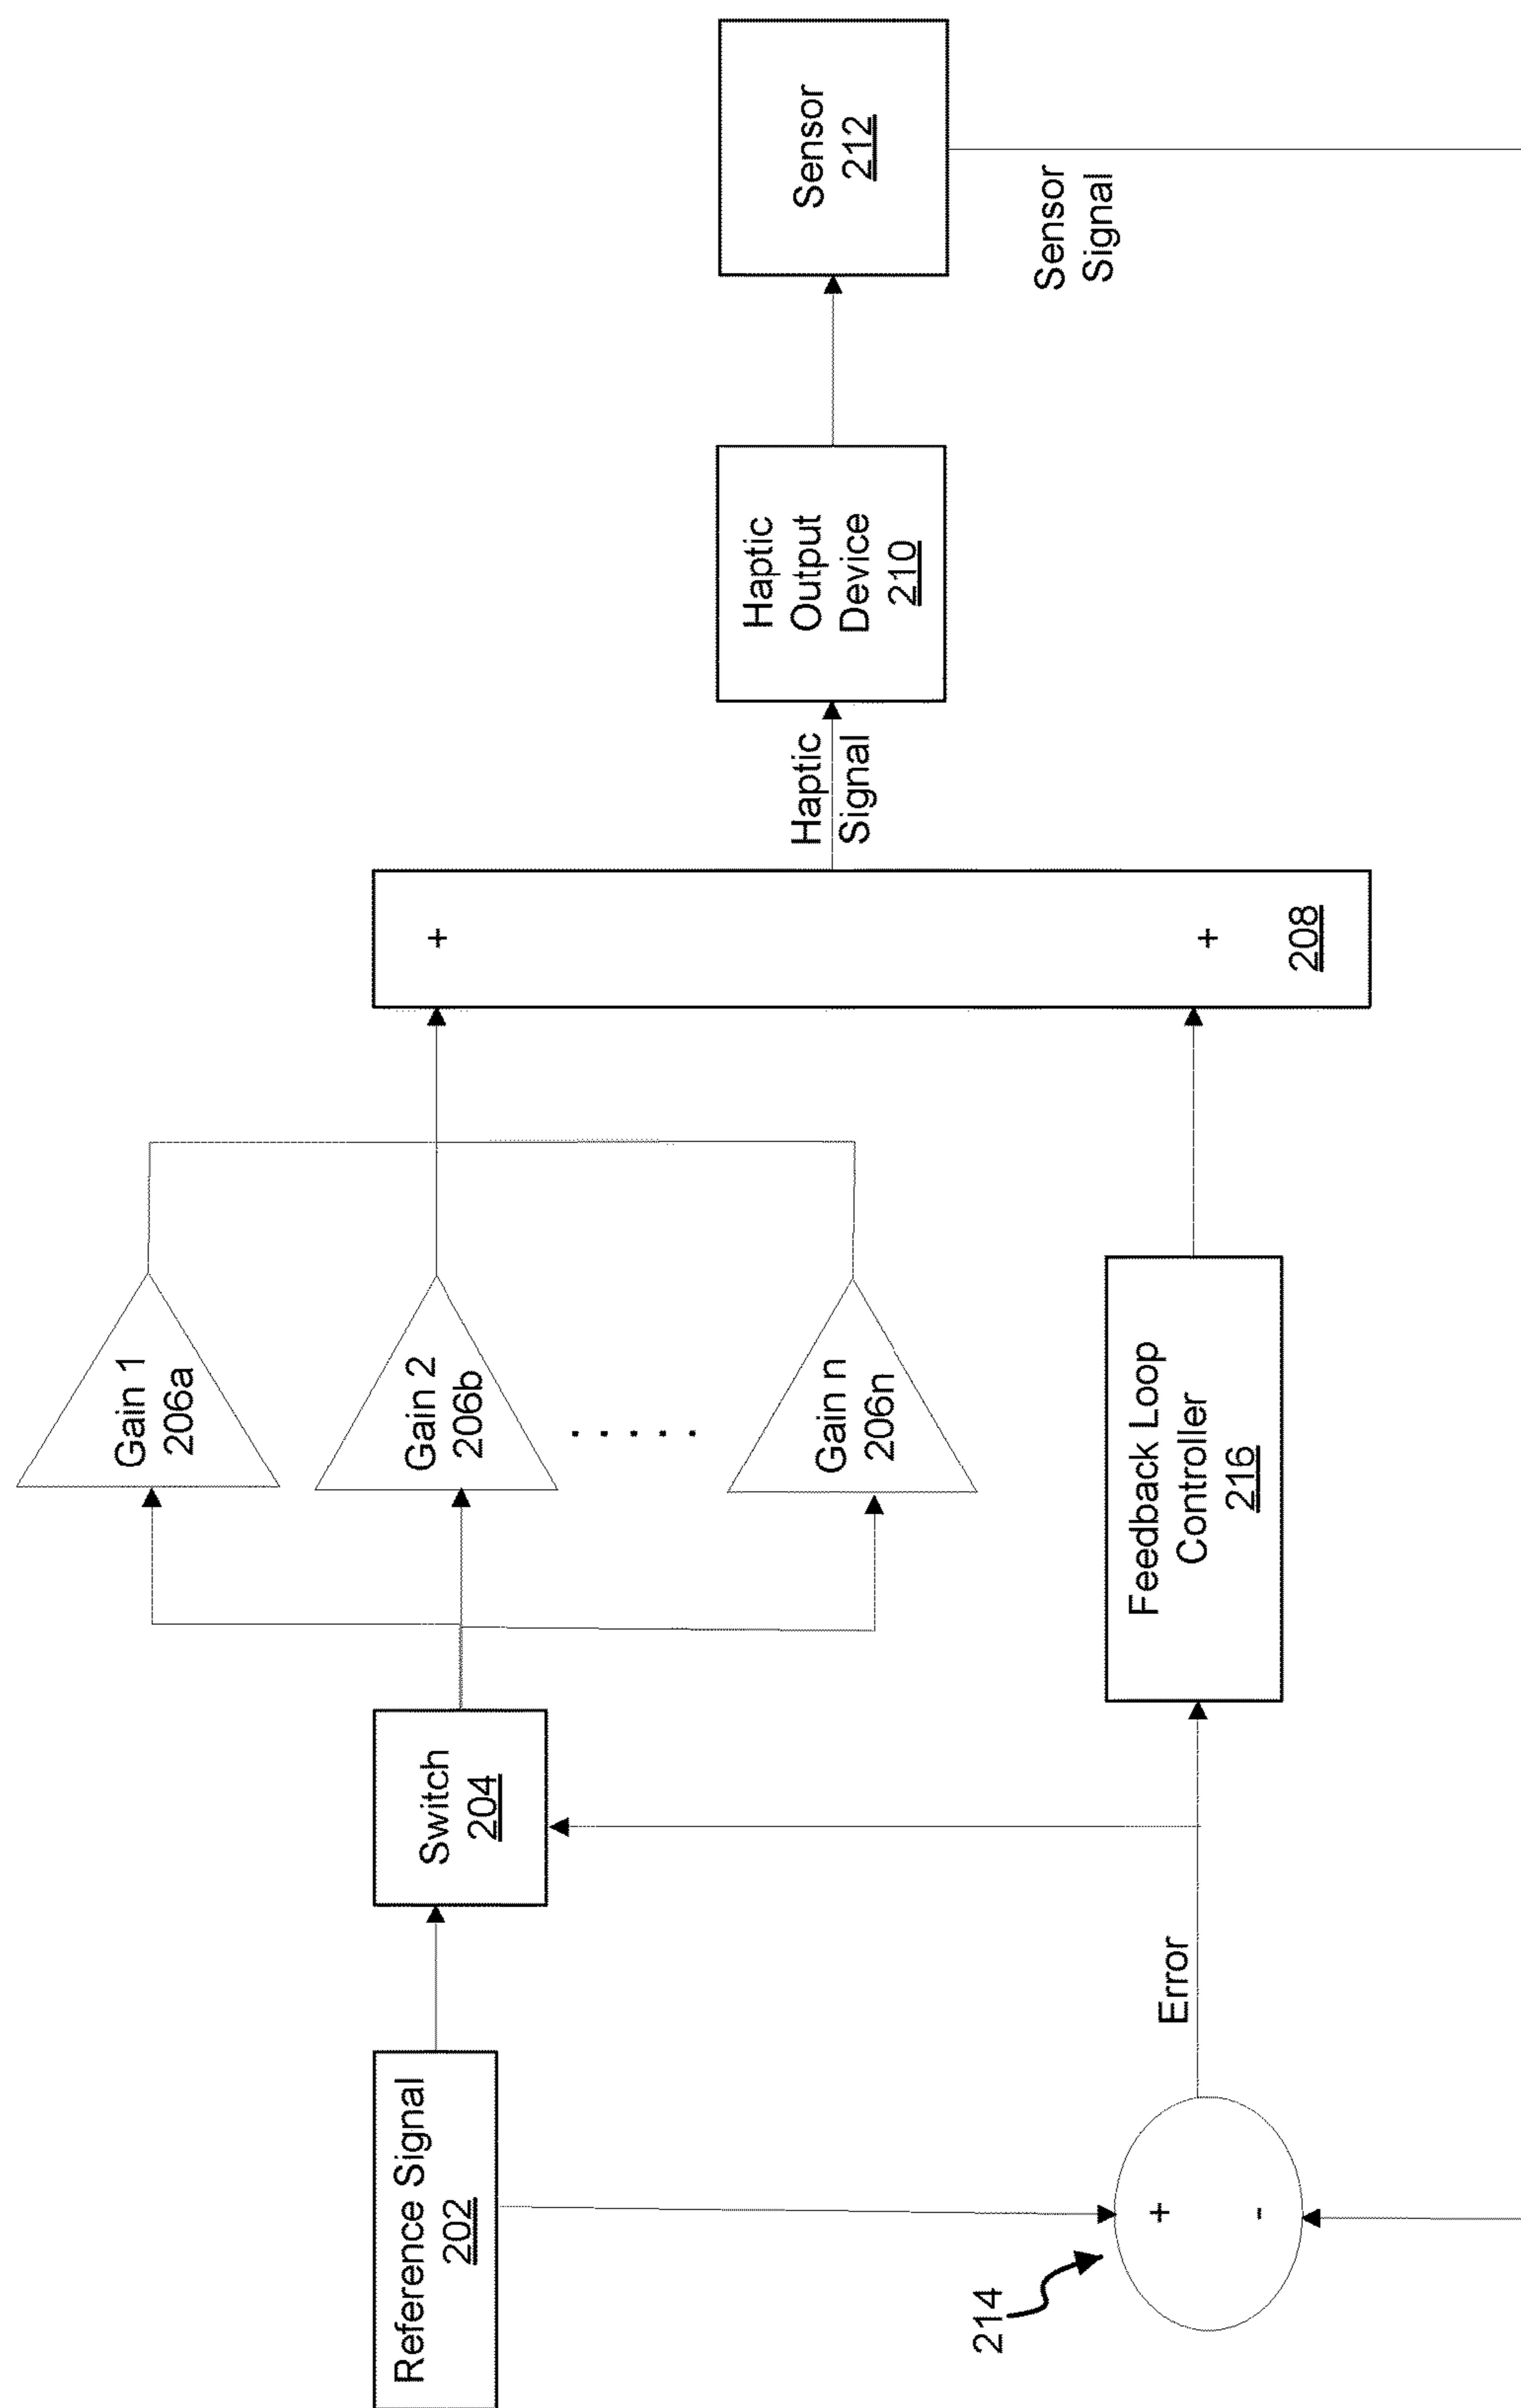 Reference Signal
202
Switch
204
Gain 1
206a
Gain 2
206b
. . . . .
Gain n
206n
+
+
208
Haptic
Signal
Haptic
Output
Device
210
Sensor
212
Sensor
Signal
214
+
-
Error
Feedback Loop
Controller
216